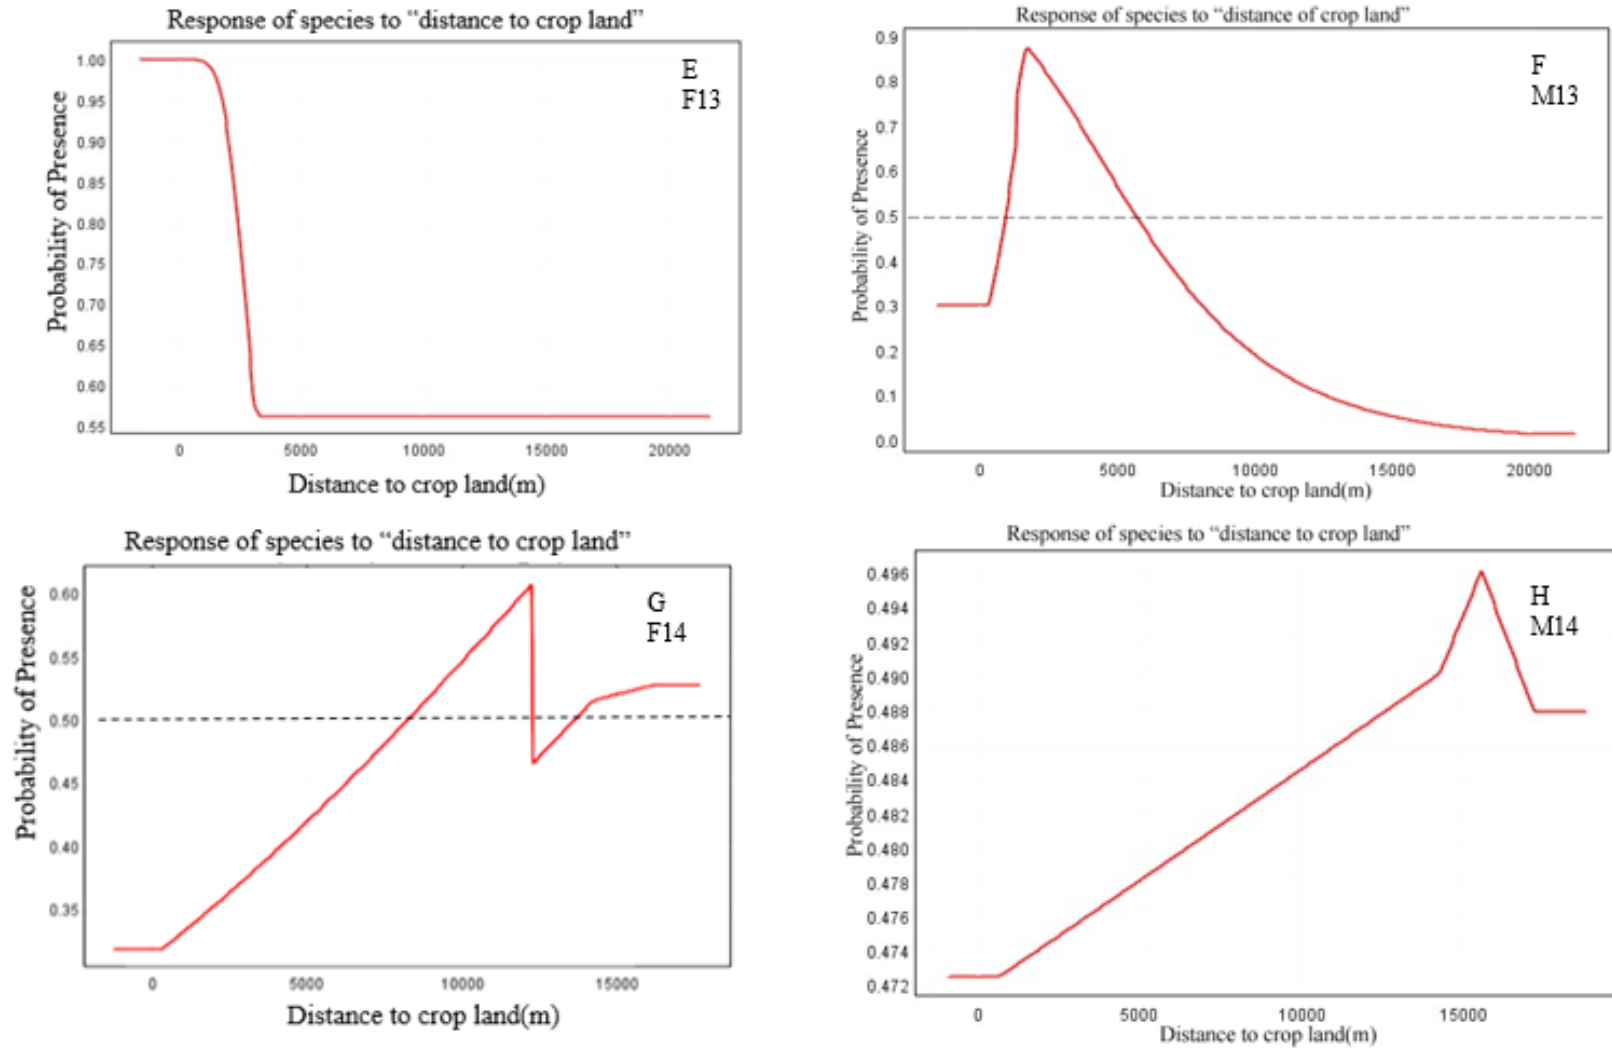 Response of species to “distance to crop land”
E
F13
Probability of Presence
1.00
0.95
0.90
0.85
0.80
0.75
0.70
0.65
0.60
0.55
0 5000 10000 15000 20000
Distance to crop land(m)
Response of species to “distance of crop land”
F
M13
Probability of Presence
0.9
0.8
0.7
0.6
0.5
0.4
0.3
0.2
0.1
0.0
0 5000 10000 15000 20000
Distance to crop land(m)
Response of species to “distance to crop land”
G
F14
Probability of Presence
0.60
0.55
0.50
0.45
0.40
0.35
0 5000 10000 15000
Distance to crop land(m)
Response of species to “distance to crop land”
H
M14
Probability of Presence
0.496
0.494
0.492
0.490
0.488
0.486
0.484
0.482
0.480
0.478
0.476
0.474
0.472
0 5000 10000 15000
Distance to crop land(m)